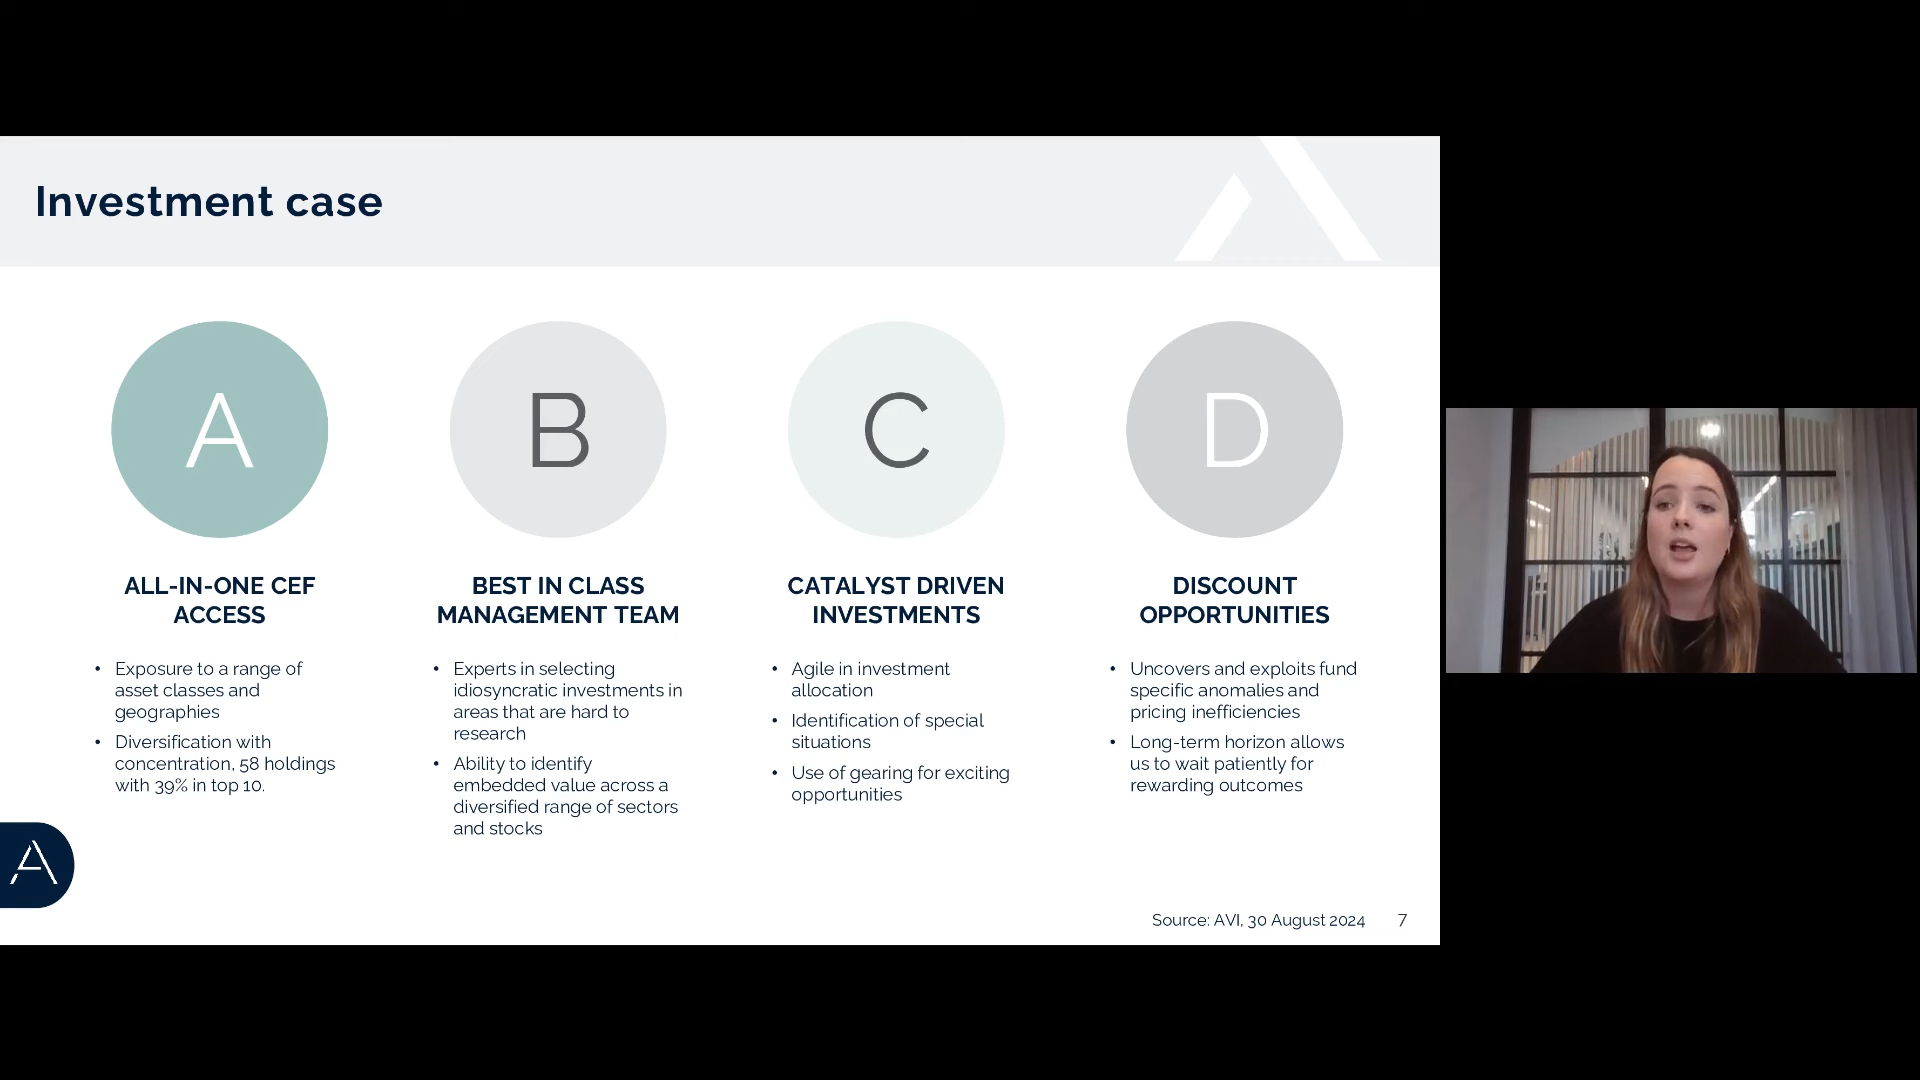 Investment case
A
B
C
D
ALL-IN-ONE CEF
ACCESS
• Exposure to a range of
asset classes and
geographies
• Diversification with
concentration, 58 holdings
with 39% in top 10.
BEST IN CLASS
MANAGEMENT TEAM
• Experts in selecting
idiosyncratic investments in
areas that are hard to
research
• Ability to identify
embedded value across a
diversified range of sectors
and stocks
CATALYST DRIVEN
INVESTMENTS
• Agile in investment
allocation
• Identification of special
situations
• Use of gearing for exciting
opportunities
DISCOUNT
OPPORTUNITIES
• Uncovers and exploits fund
specific anomalies and
pricing inefficiencies
• Long-term horizon allows
us to wait patiently for
rewarding outcomes
Source: AVI, 30 August 2024
7